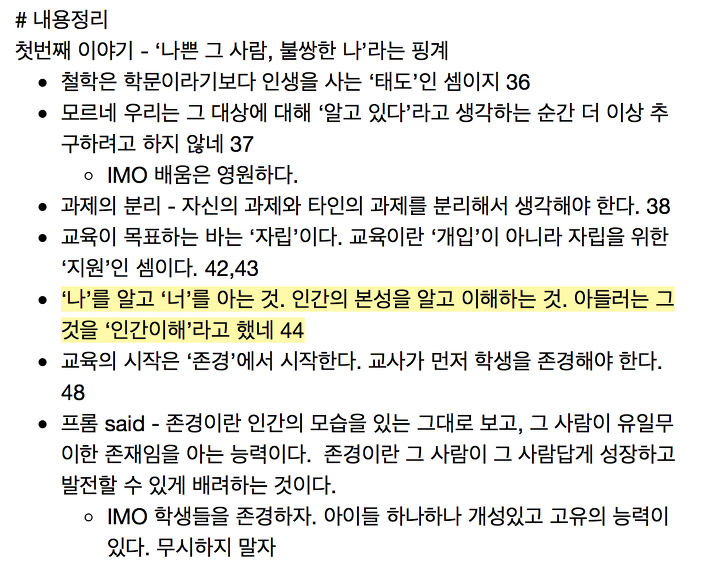 # 내용정리
첫번째 이야기 - ‘나쁜 그 사람, 불쌍한 나’라는 핑계
• 철학은 학문이라기보다 인생을 사는 ‘태도’인 셈이지 36
• 모르네 우리는 그 대상에 대해 ‘알고 있다’라고 생각하는 순간 더 이상 추
구하려고 하지 않네 37
○ IMO 배움은 영원하다.
• 과제의 분리 - 자신의 과제와 타인의 과제를 분리해서 생각해야 한다. 38
• 교육이 목표하는 바는 ‘자립’이다. 교육이란 ‘개입’이 아니라 자립을 위한
‘지원’인 셈이다. 42,43
• ‘나’를 알고 ‘너’를 아는 것. 인간의 본성을 알고 이해하는 것. 아들러는 그
것을 ‘인간이해’라고 했네 44
• 교육의 시작은 ‘존경’에서 시작한다. 교사가 먼저 학생을 존경해야 한다.
48
• 프롬 said - 존경이란 인간의 모습을 있는 그대로 보고, 그 사람이 유일무
이한 존재임을 아는 능력이다.  존경이란 그 사람이 그 사람답게 성장하고
발전할 수 있게 배려하는 것이다.
○ IMO 학생들을 존경하자. 아이들 하나하나 개성있고 고유의 능력이
있다. 무시하지 말자